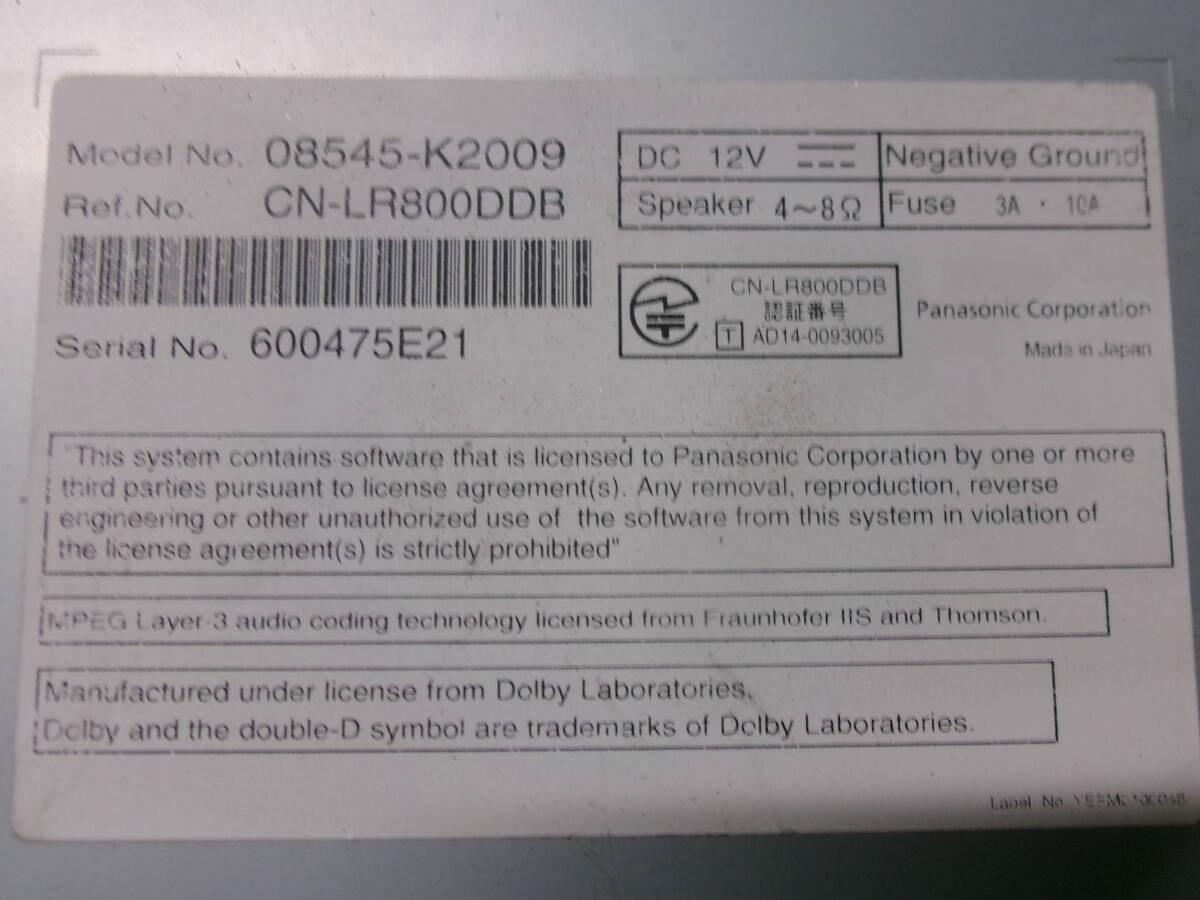 Model No. 08545-K2009
Ref.No. CN-LR800DDB
Serial No. 600475E21
DC 12V
Negative Ground
Speaker 4~8Ω
Fuse 3A · 10A
CN-LR800DDB
認証番号
T AD14-0093005
Panasonic Corporation
Made in Japan
"This system contains software that is licensed to Panasonic Corporation by one or more
third parties pursuant to license agreement(s). Any removal, reproduction, reverse
engineering or other unauthorized use of the software from this system in violation of
the license agreement(s) is strictly prohibited"
MPEG Layer-3 audio coding technology licensed from Fraunhofer IIS and Thomson.
Manufactured under license from Dolby Laboratories.
Dolby and the double-D symbol are trademarks of Dolby Laboratories.
Label No